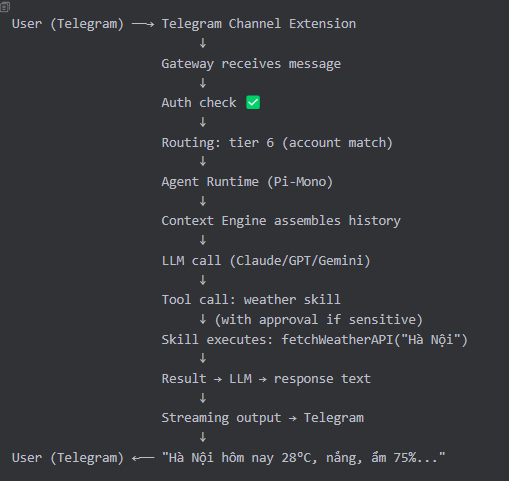 User (Telegram) ──→ Telegram Channel Extension
↓
Gateway receives message
↓
Auth check ✅
↓
Routing: tier 6 (account match)
↓
Agent Runtime (Pi-Mono)
↓
Context Engine assembles history
↓
LLM call (Claude/GPT/Gemini)
↓
Tool call: weather skill
↓ (with approval if sensitive)
Skill executes: fetchWeatherAPI("Hà Nội")
↓
Result → LLM → response text
↓
Streaming output → Telegram
↓
User (Telegram) ←── "Hà Nội hôm nay 28°C, nắng, ẩm 75%..."